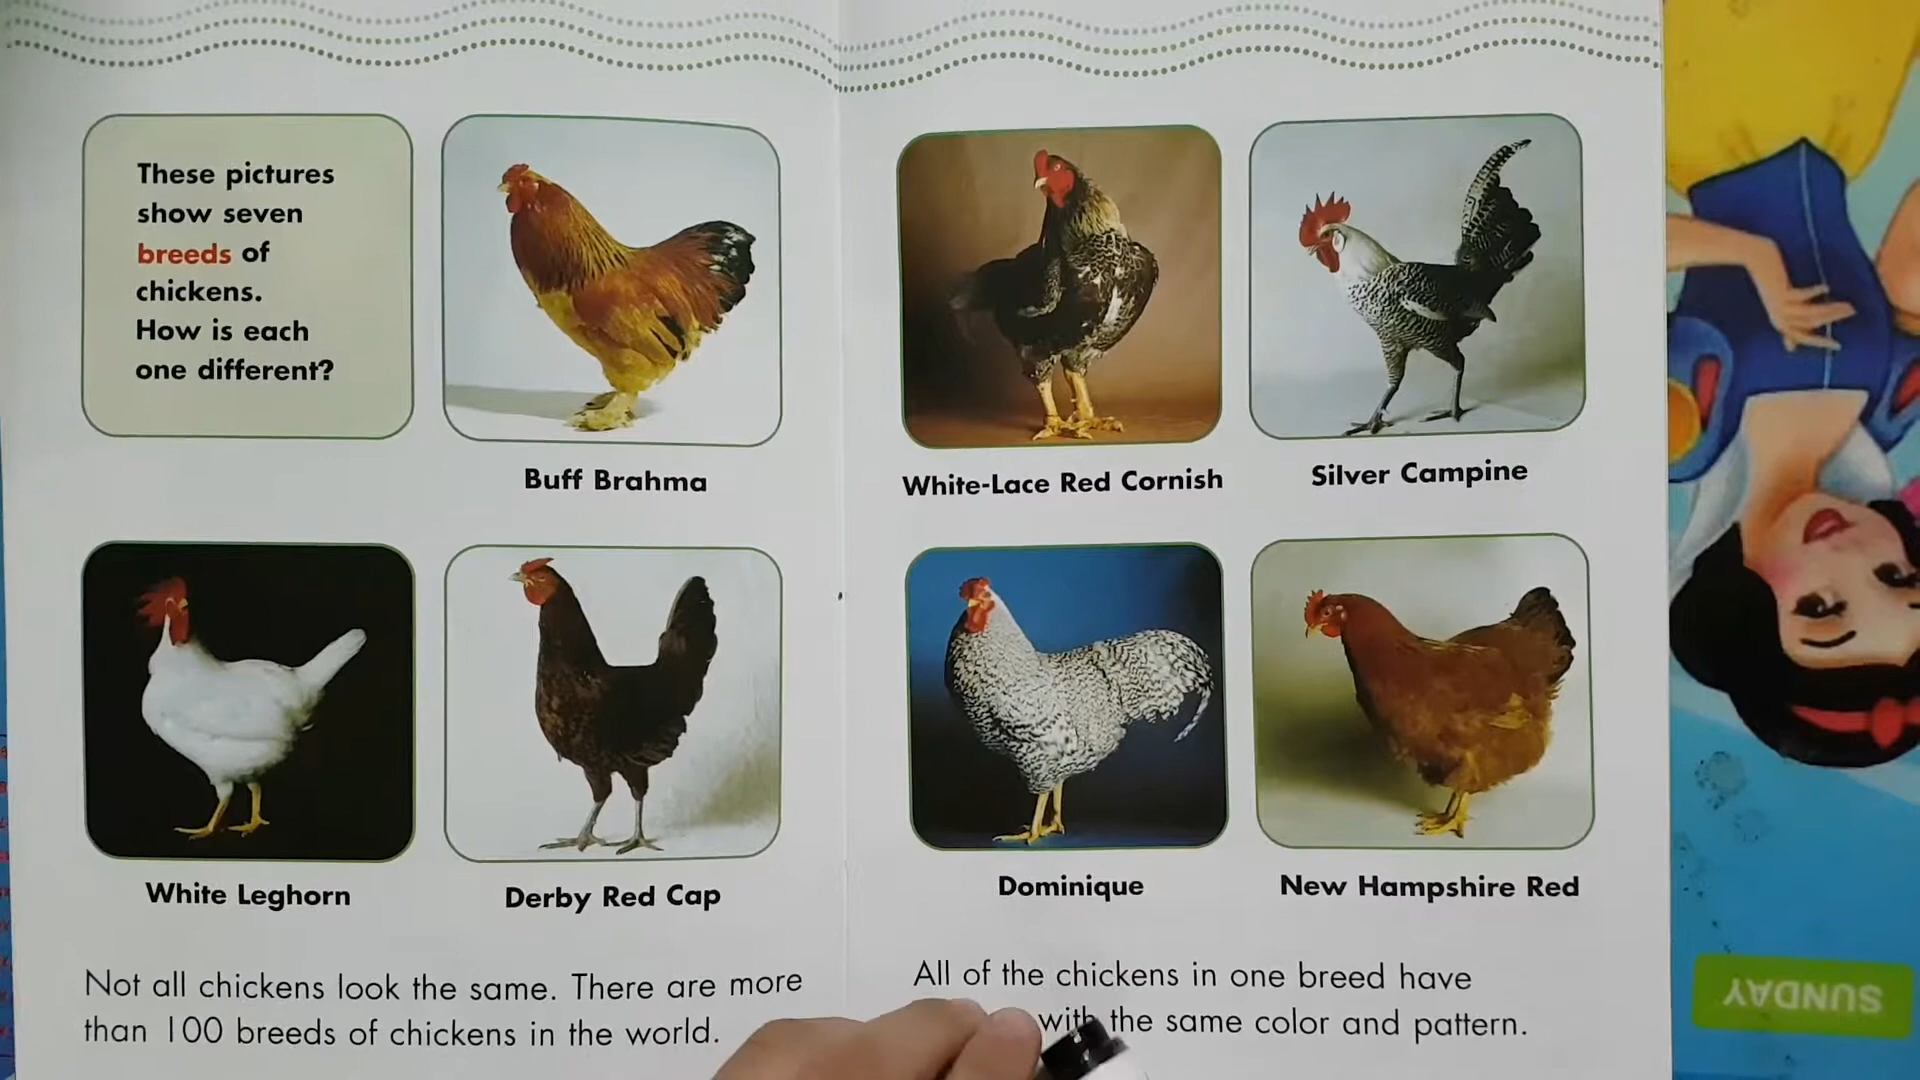 These pictures
show seven
breeds of
chickens.
How is each
one different?
Buff Brahma
White Leghorn
Derby Red Cap
Not all chickens look the same. There are more
than 100 breeds of chickens in the world.
White-Lace Red Cornish
Silver Campine
Dominique
New Hampshire Red
All of the chickens in one breed have
with the same color and pattern.
SUNDAY